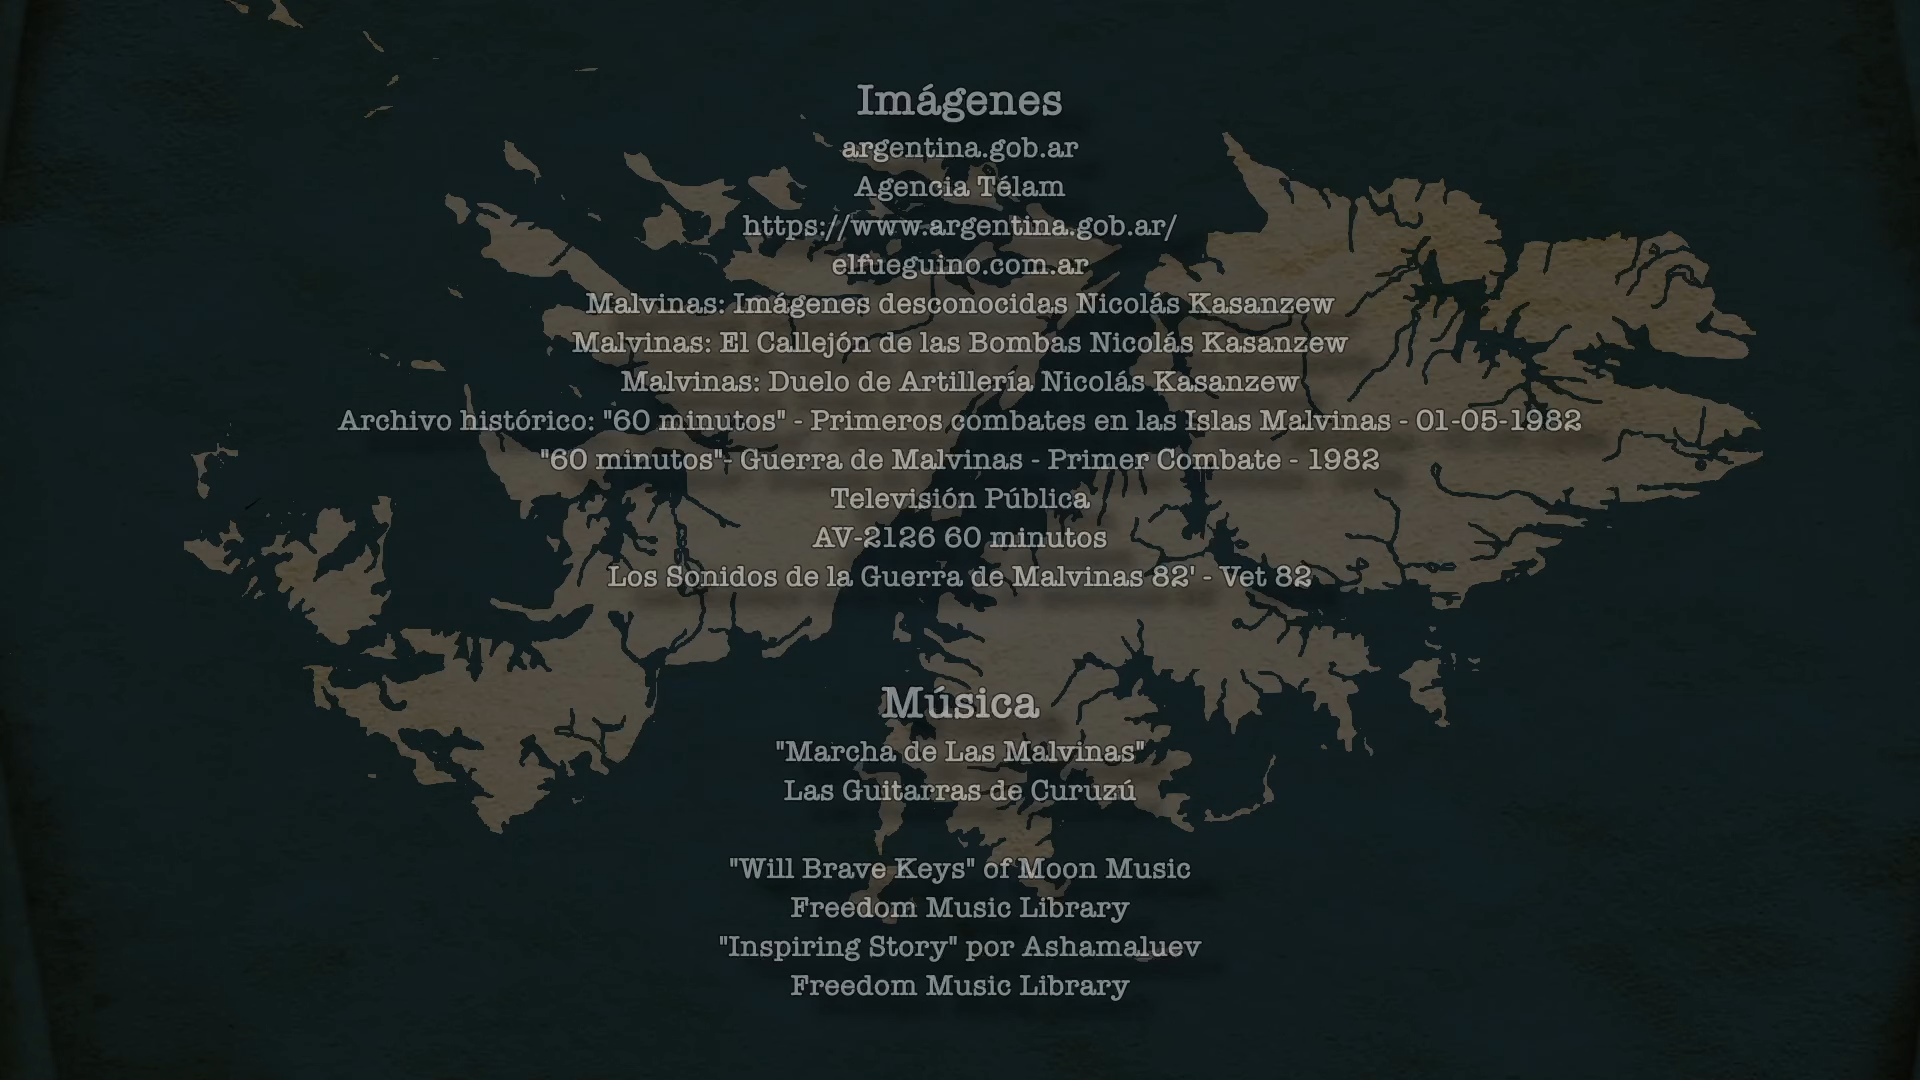 Imágenes
argentina.gob.ar
Agencia Télam
https://www.argentina.gob.ar/
elfueguino.com.ar
Malvinas: Imágenes desconocidas Nicolás Kasanzew
Malvinas: El Callejón de las Bombas Nicolás Kasanzew
Malvinas: Duelo de Artillería Nicolás Kasanzew
Archivo histórico: "60 minutos" - Primeros combates en las Islas Malvinas - 01-05-1982
"60 minutos"- Guerra de Malvinas - Primer Combate - 1982
Televisión Pública
AV-2126 60 minutos
Los Sonidos de la Guerra de Malvinas 82' - Vet 82
Música
"Marcha de Las Malvinas"
Las Guitarras de Curuzú
"Will Brave Keys" of Moon Music
Freedom Music Library
"Inspiring Story" por Ashamaluev
Freedom Music Library